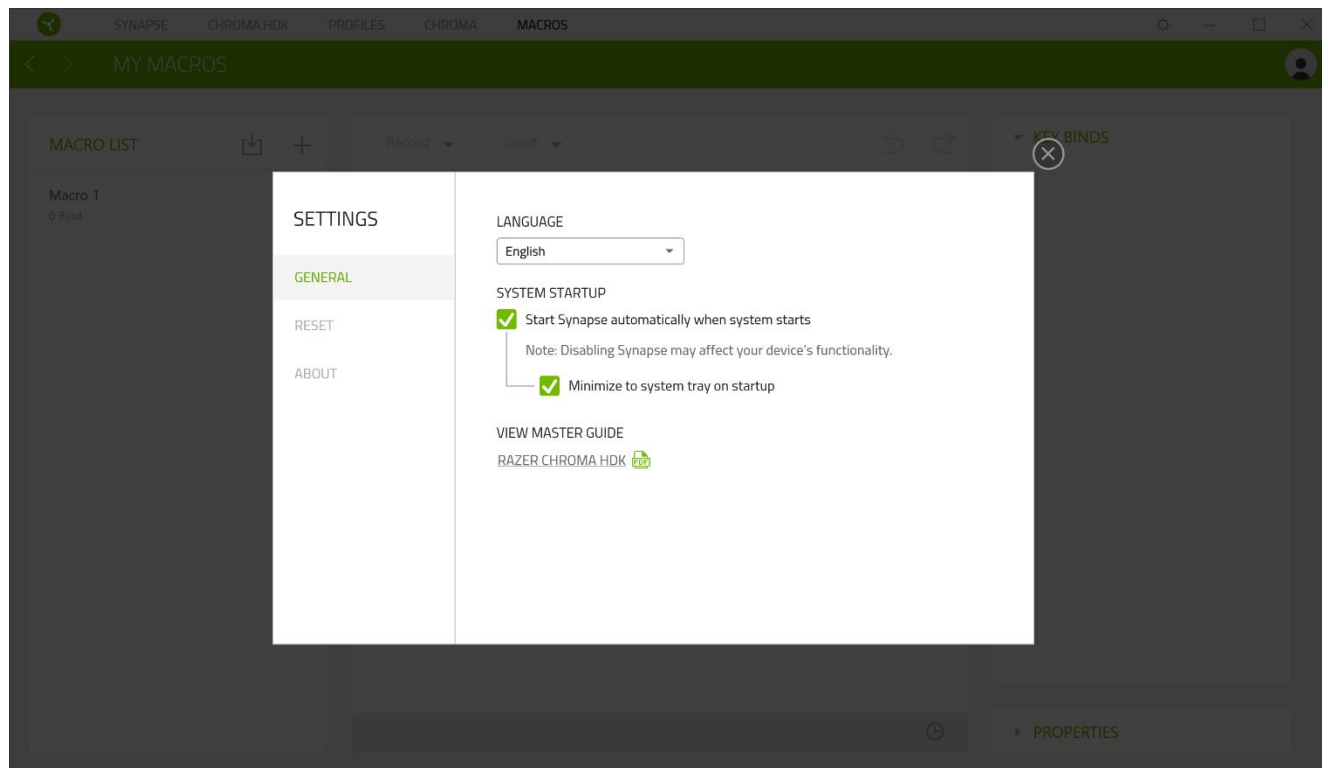 SYNAPSE CHROMA HDK PROFILES CHROMA MACROS
MY MACROS
MACRO LIST
Record Insert
KEY BINDS
Macro 1
0 Bind
SETTINGS
GENERAL
RESET
ABOUT
LANGUAGE
English
SYSTEM STARTUP
Start Synapse automatically when system starts
Note: Disabling Synapse may affect your device’s functionality.
Minimize to system tray on startup
VIEW MASTER GUIDE
RAZER CHROMA HDK PDF
PROPERTIES